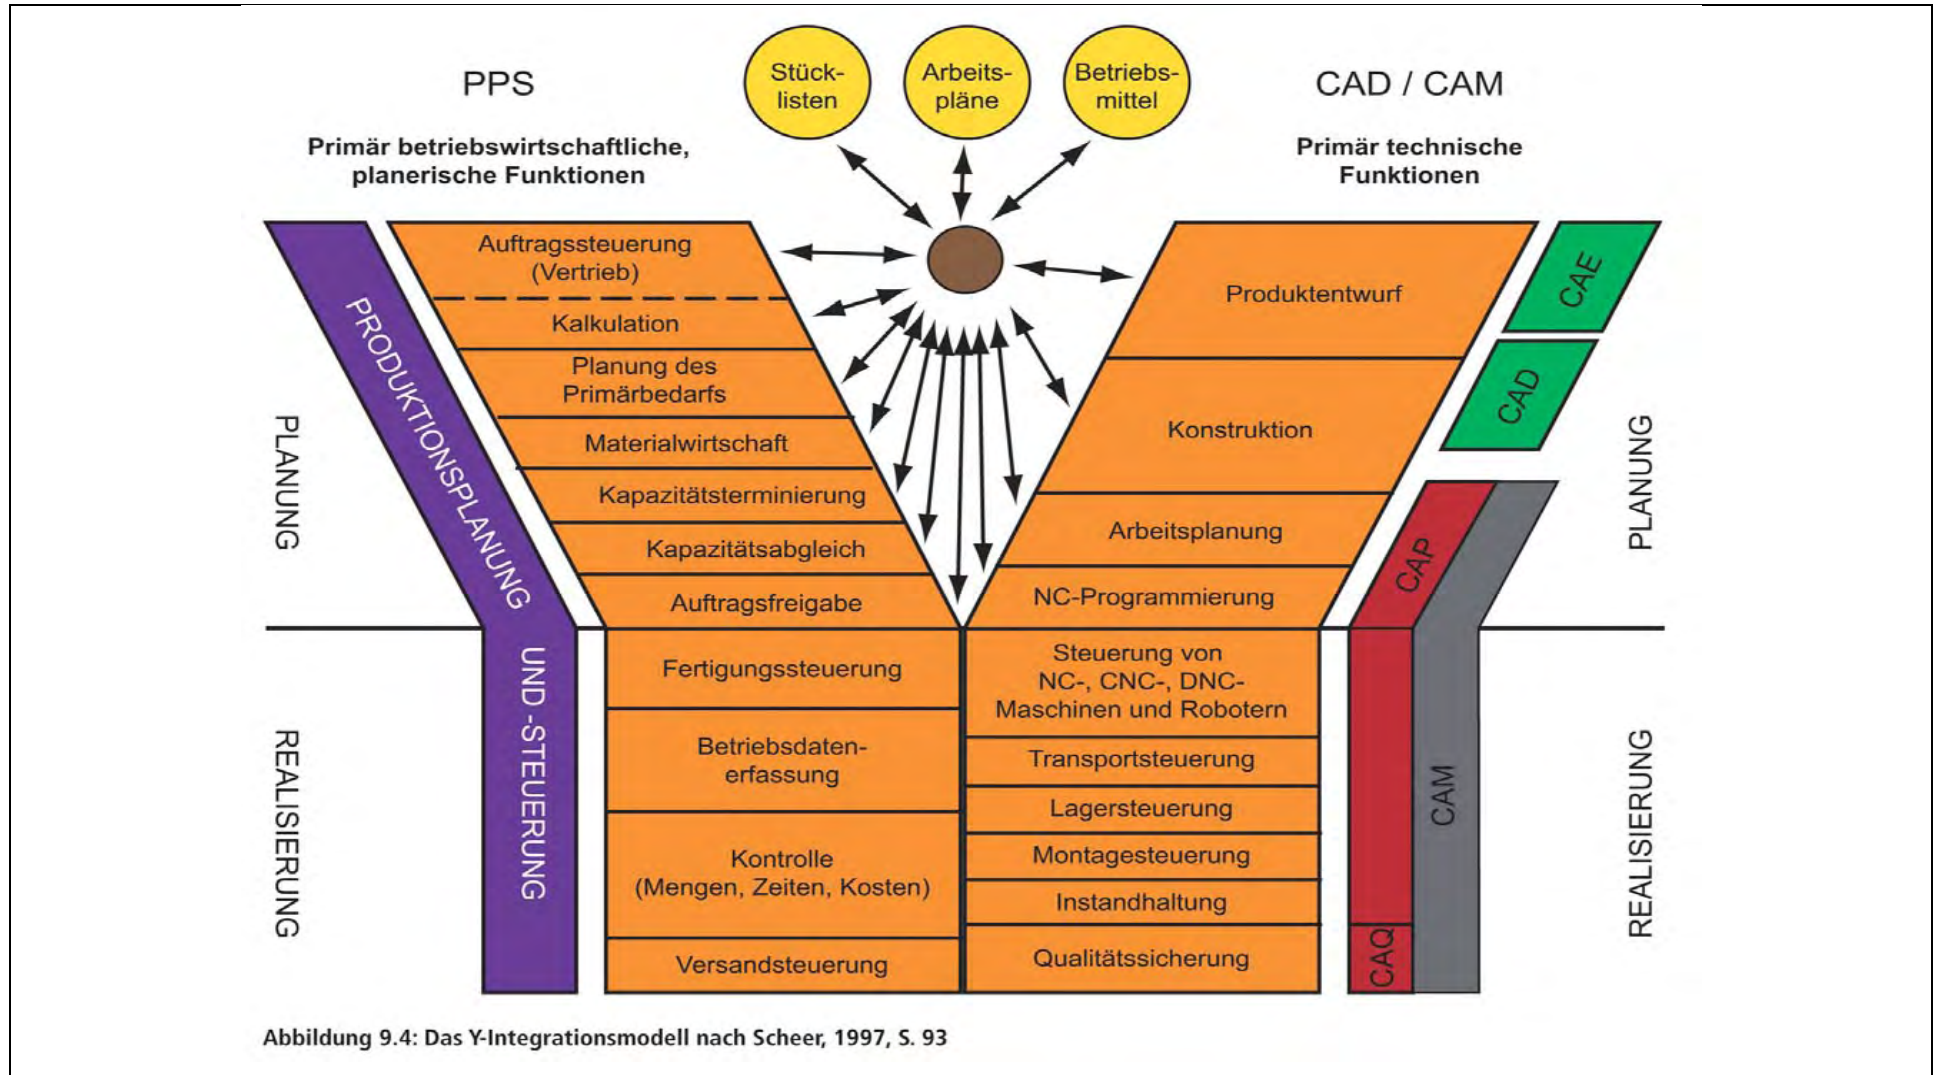 PPS
Primär betriebswirtschaftliche,
planerische Funktionen
Stück-
listen
Arbeits-
pläne
Betriebs-
mittel
CAD / CAM
Primär technische
Funktionen
PLANUNG
REALISIERUNG
PRODUKTIONSPLANUNG
UND -STEUERUNG
Auftragssteuerung
(Vertrieb)
Kalkulation
Planung des
Primärbedarfs
Materialwirtschaft
Kapazitätsterminierung
Kapazitätsabgleich
Auftragsfreigabe
Fertigungssteuerung
Betriebsdaten-
erfassung
Kontrolle
(Mengen, Zeiten, Kosten)
Versandsteuerung
Produktentwurf
Konstruktion
Arbeitsplanung
NC-Programmierung
Steuerung von
NC-, CNC-, DNC-
Maschinen und Robotern
Transportsteuerung
Lagersteuerung
Montagesteuerung
Instandhaltung
Qualitätssicherung
CAE
CAD
CAP
CAM
CAQ
PLANUNG
REALISIERUNG
Abbildung 9.4: Das Y-Integrationsmodell nach Scheer, 1997, S. 93